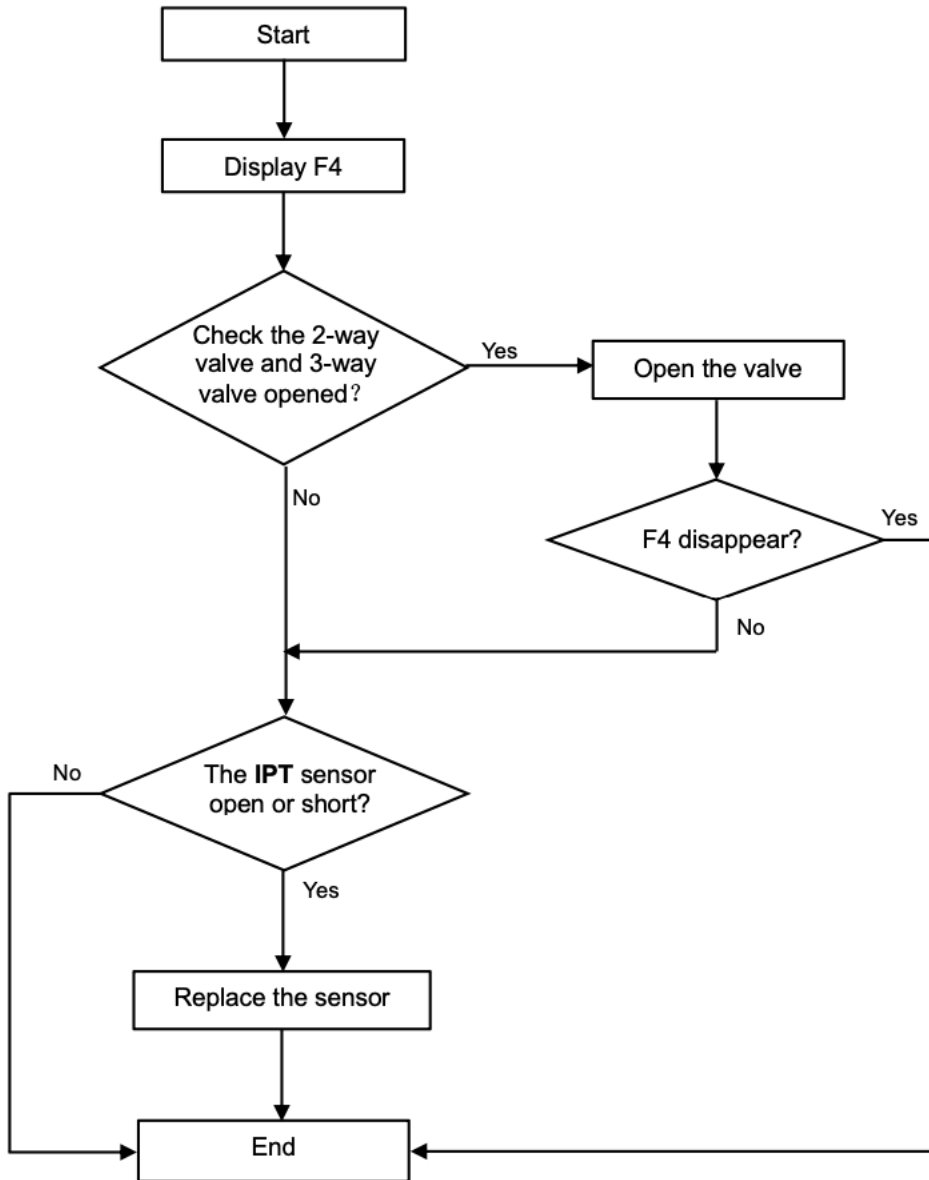 Start
Display F4
Check the 2-way
valve and 3-way
valve opened?
Yes
Open the valve
No
F4 disappear?
Yes
No
No
The IPT sensor
open or short?
Yes
Replace the sensor
End